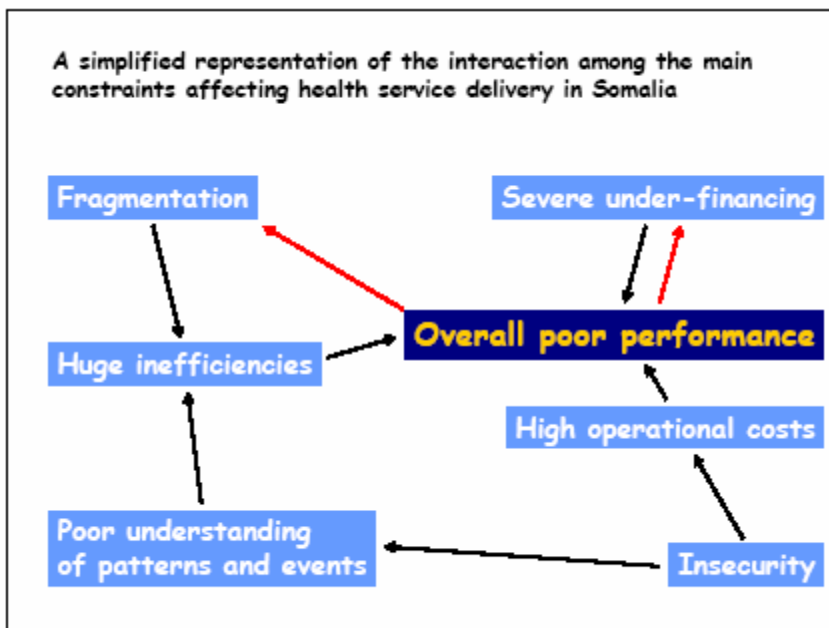 A simplified representation of the interaction among the main
constraints affecting health service delivery in Somalia
Fragmentation
Severe under-financing
Overall poor performance
Huge inefficiencies
High operational costs
Poor understanding
of patterns and events
Insecurity